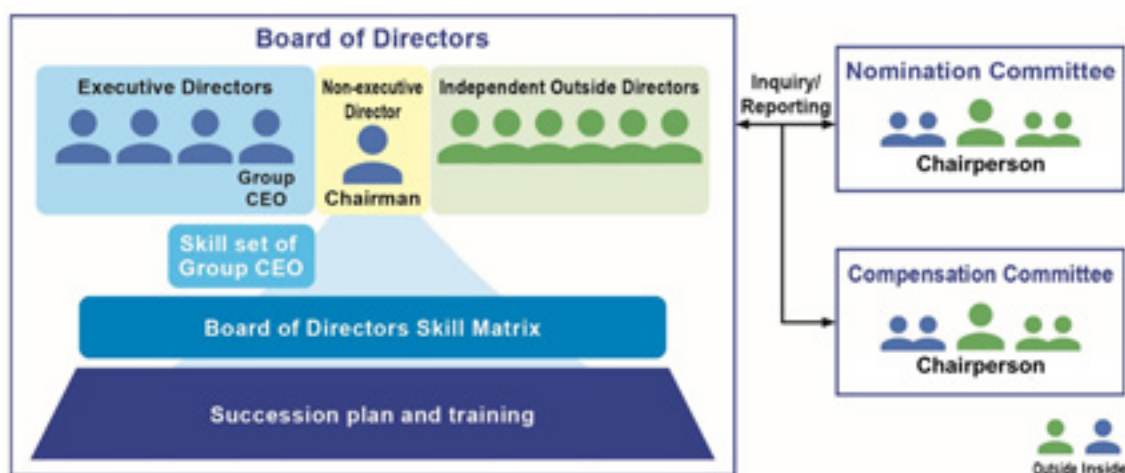 Board of Directors
Executive Directors
Group
CEO
Non-executive
Director
Chairman
Independent Outside Directors
Skill set of
Group CEO
Board of Directors Skill Matrix
Succession plan and training
Inquiry/
Reporting
Nomination Committee
Chairperson
Compensation Committee
Chairperson
Outside Inside